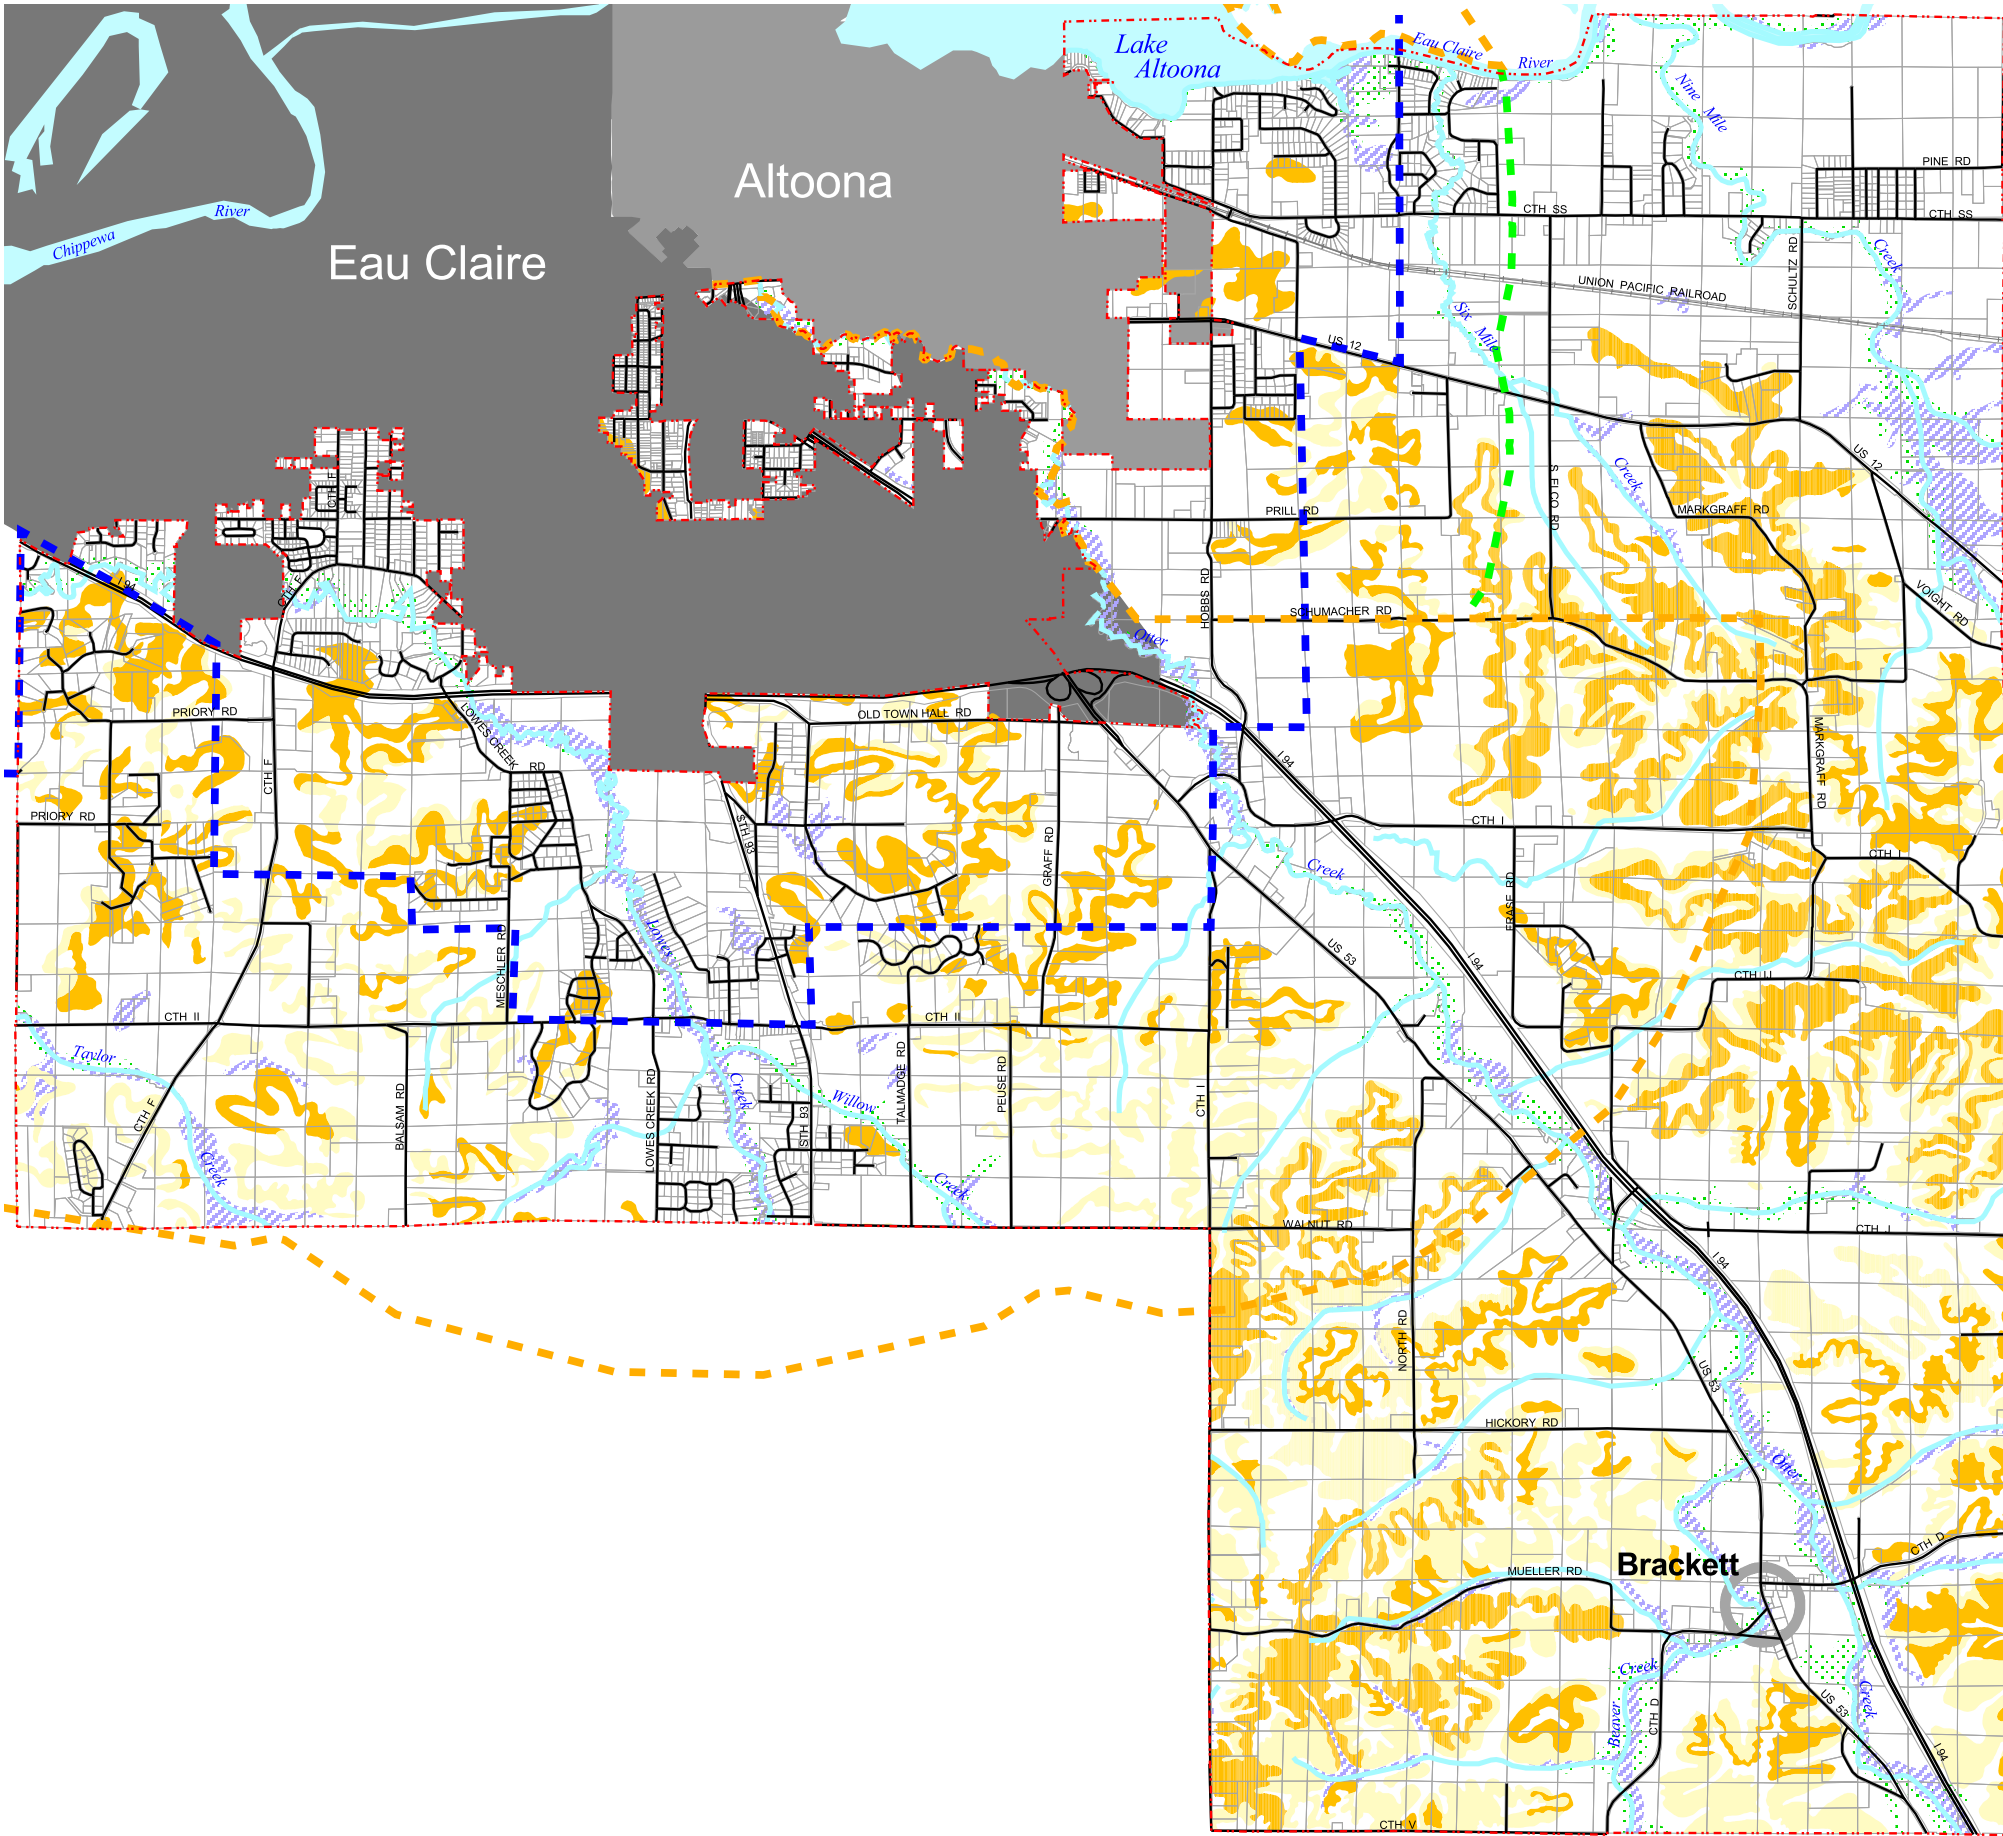 Lake
Altoona
Eau Claire
River
Nine
Mile
PINE RD
Altoona
CTH SS
CTH SS
River
Chippewa
Eau Claire
Creek
SCHULTZ RD
UNION PACIFIC RAILROAD
Six
Mile
US 12
CTH F
US 12
Creek
S ELCO RD
PRILL RD
MARKGRAFF RD
I 94
CTH F
HOBBS RD
SCHUMACHER RD
VOIGHT RD
Otter
PRIORY RD
LOWES CREEK
RD
OLD TOWN HALL RD
MARKGRAFF RD
CTH F
I 94
PRIORY RD
STH 93
GRAFF RD
CTH I
CTH I
Creek
ERASE RD
Lowes
MESCHLER RD
US 53
I 94
CTH II
CTH II
CTH II
Taylor
TALMADGE RD
PEUSE RD
Creek
Willow
CTH F
BALSAM RD
LOWES CREEK RD
STH 93
CTH I
Creek
Creek
WALNUT RD
CTH J
I 94
NORTH RD
US 53
HICKORY RD
Otter
CTH D
Brackett
MUELLER RD
Creek
Creek
Beaver
CTH D
US 53
I 94
CTH V